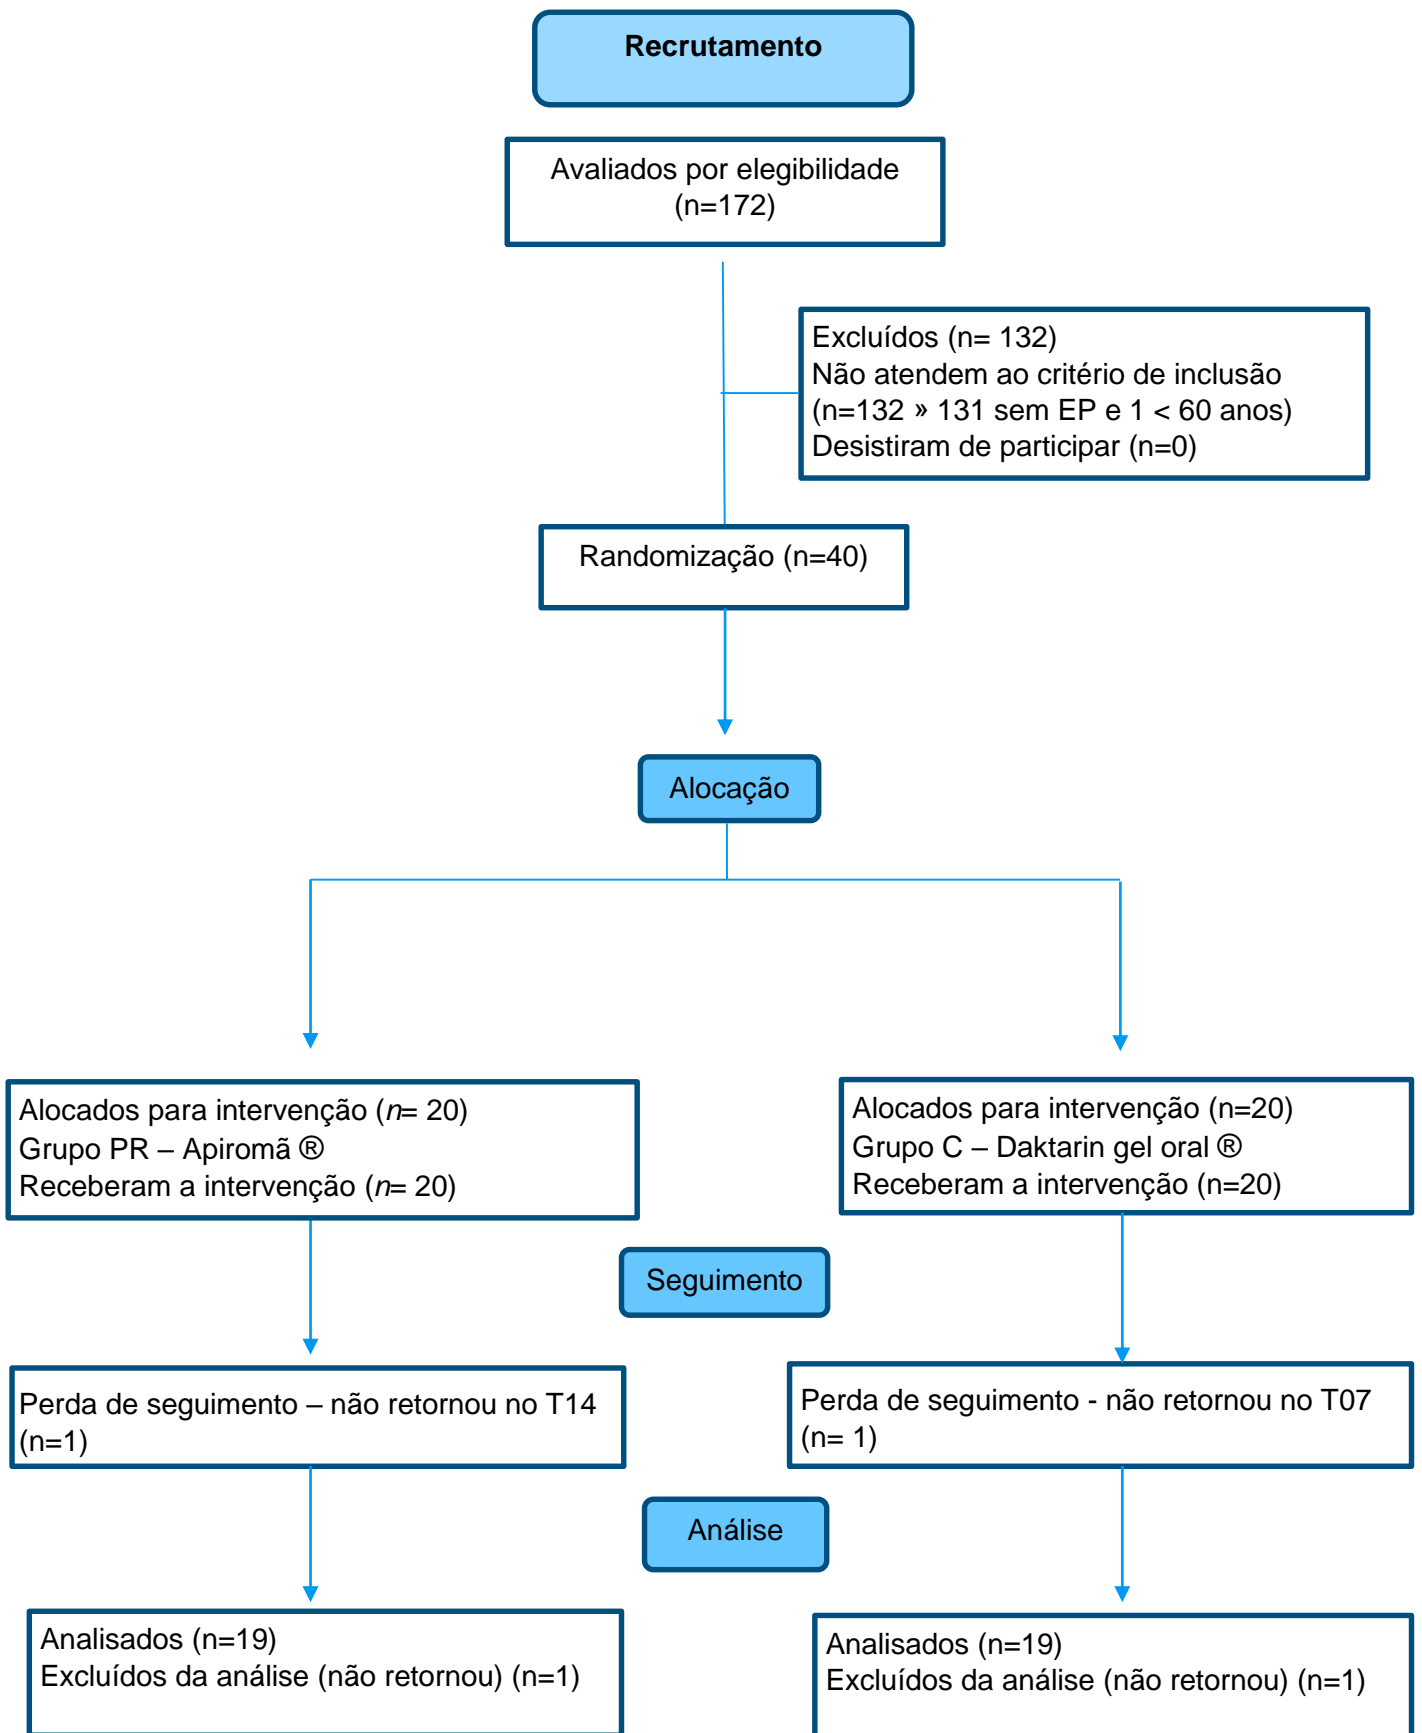 Recrutamento
Avaliados por elegibilidade
(n=172)
Excluídos (n= 132)
Não atendem ao critério de inclusão
(n=132 » 131 sem EP e 1 < 60 anos)
Desistiram de participar (n=0)
Randomização (n=40)
Alocação
Alocados para intervenção (n= 20)
Grupo PR – Apiromã ®
Receberam a intervenção (n= 20)
Alocados para intervenção (n=20)
Grupo C – Daktarin gel oral ®
Receberam a intervenção (n=20)
Seguimento
Perda de seguimento – não retornou no T14
(n=1)
Perda de seguimento - não retornou no T07
(n= 1)
Análise
Analisados (n=19)
Excluídos da análise (não retornou) (n=1)
Analisados (n=19)
Excluídos da análise (não retornou) (n=1)